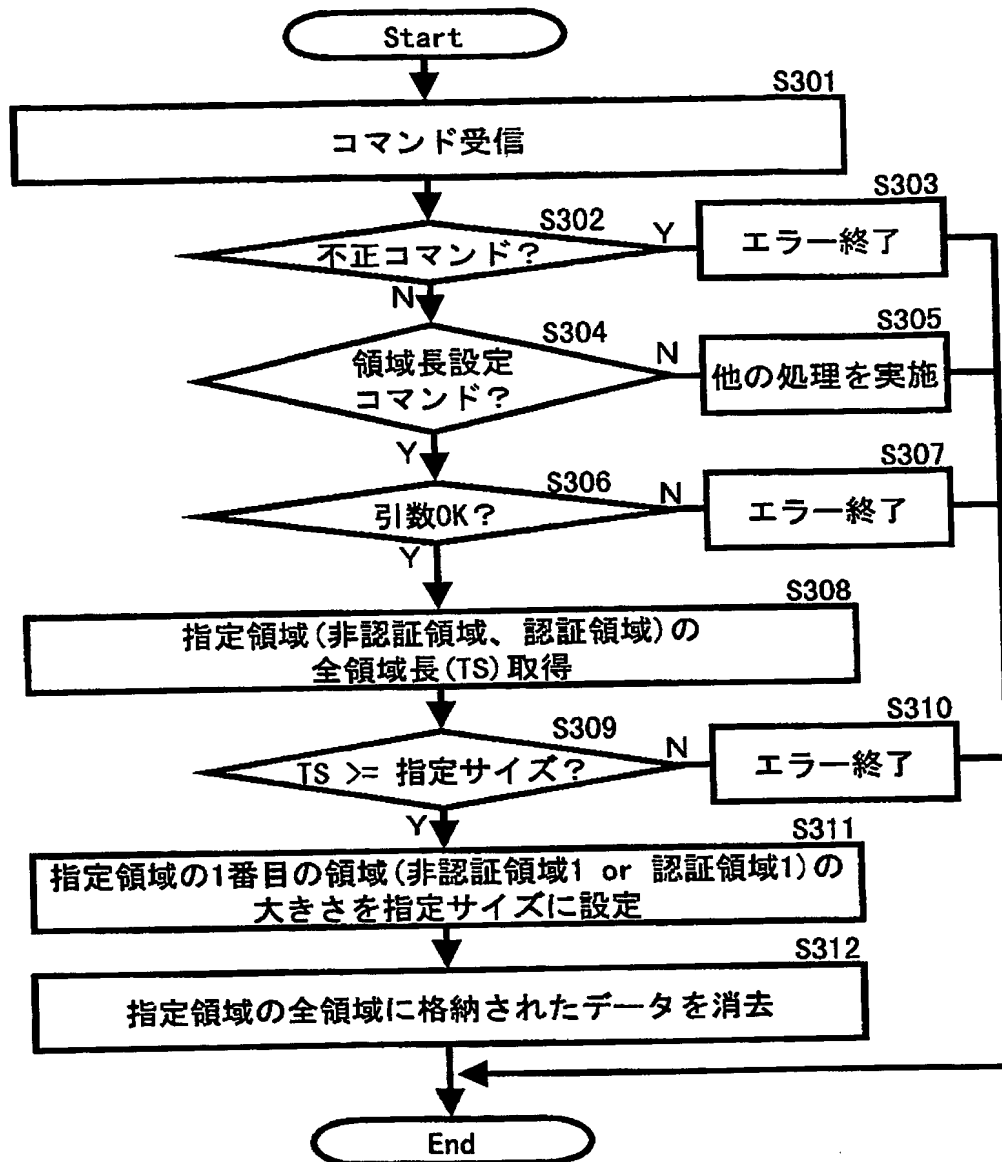 Start
S301
コマンド受信
S302
不正コマンド?
Y
S303
エラー終了
N
S304
領域長設定
コマンド?
N
S305
他の処理を実施
Y
S306
引数OK?
N
S307
エラー終了
Y
S308
指定領域(非認証領域、認証領域)の
全領域長(TS)取得
S309
TS >= 指定サイズ?
N
S310
エラー終了
Y
S311
指定領域の1番目の領域(非認証領域1 or 認証領域1)の
大きさを指定サイズに設定
S312
指定領域の全領域に格納されたデータを消去
End